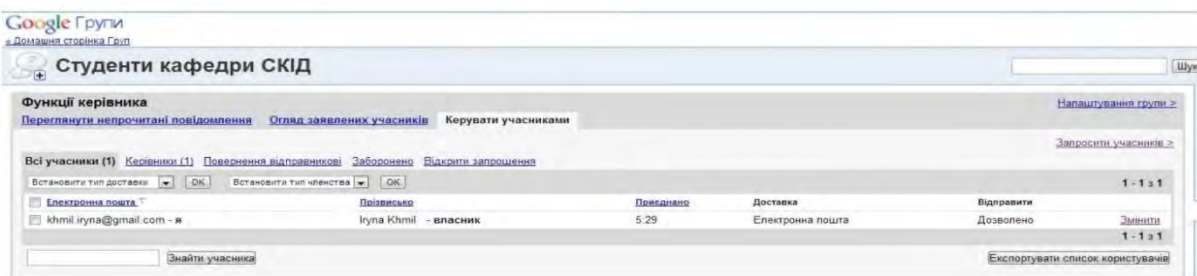 Google Групи
« Домашня сторінка Груп
Студенти кафедри СКІД
Функції керівника Налаштування групи >
Переглянути непрочитані повідомлення Огляд заявлених учасників Керувати учасниками
Запросити учасників >
Всі учасники (1) Керівники (1) Повернення відправникові Заборонено Відкрити запрошення
Встановити тип доставки OK Встановити тип членства OK 1 - 1 з 1
Електронна пошта Прізвисько Приєднано Доставка Відправити
khmil.iryna@gmail.com - я Iryna Khmil - власник 5:29 Електронна пошта Дозволено Змінити
1 - 1 з 1
Знайти учасника Експортувати список користувачів